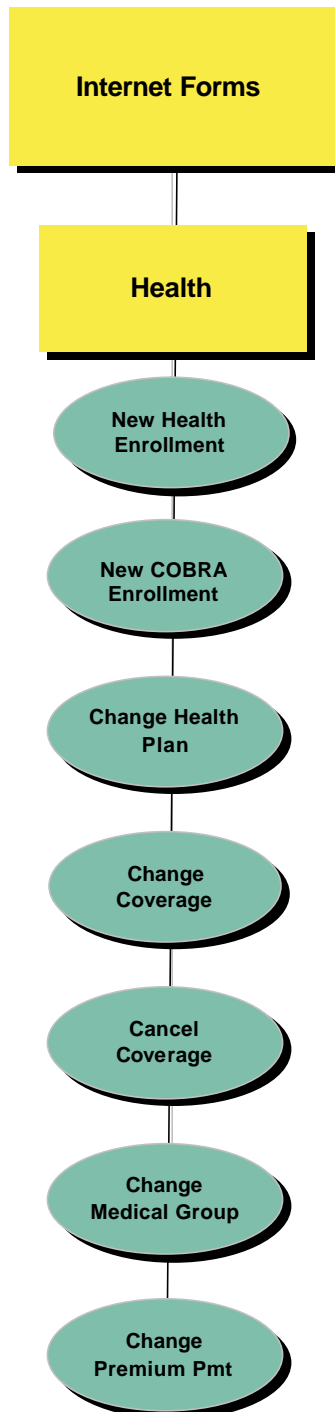 Internet Forms
Health
New Health
Enrollment
New COBRA
Enrollment
Change Health
Plan
Change
Coverage
Cancel
Coverage
Change
Medical Group
Change
Premium Pmt